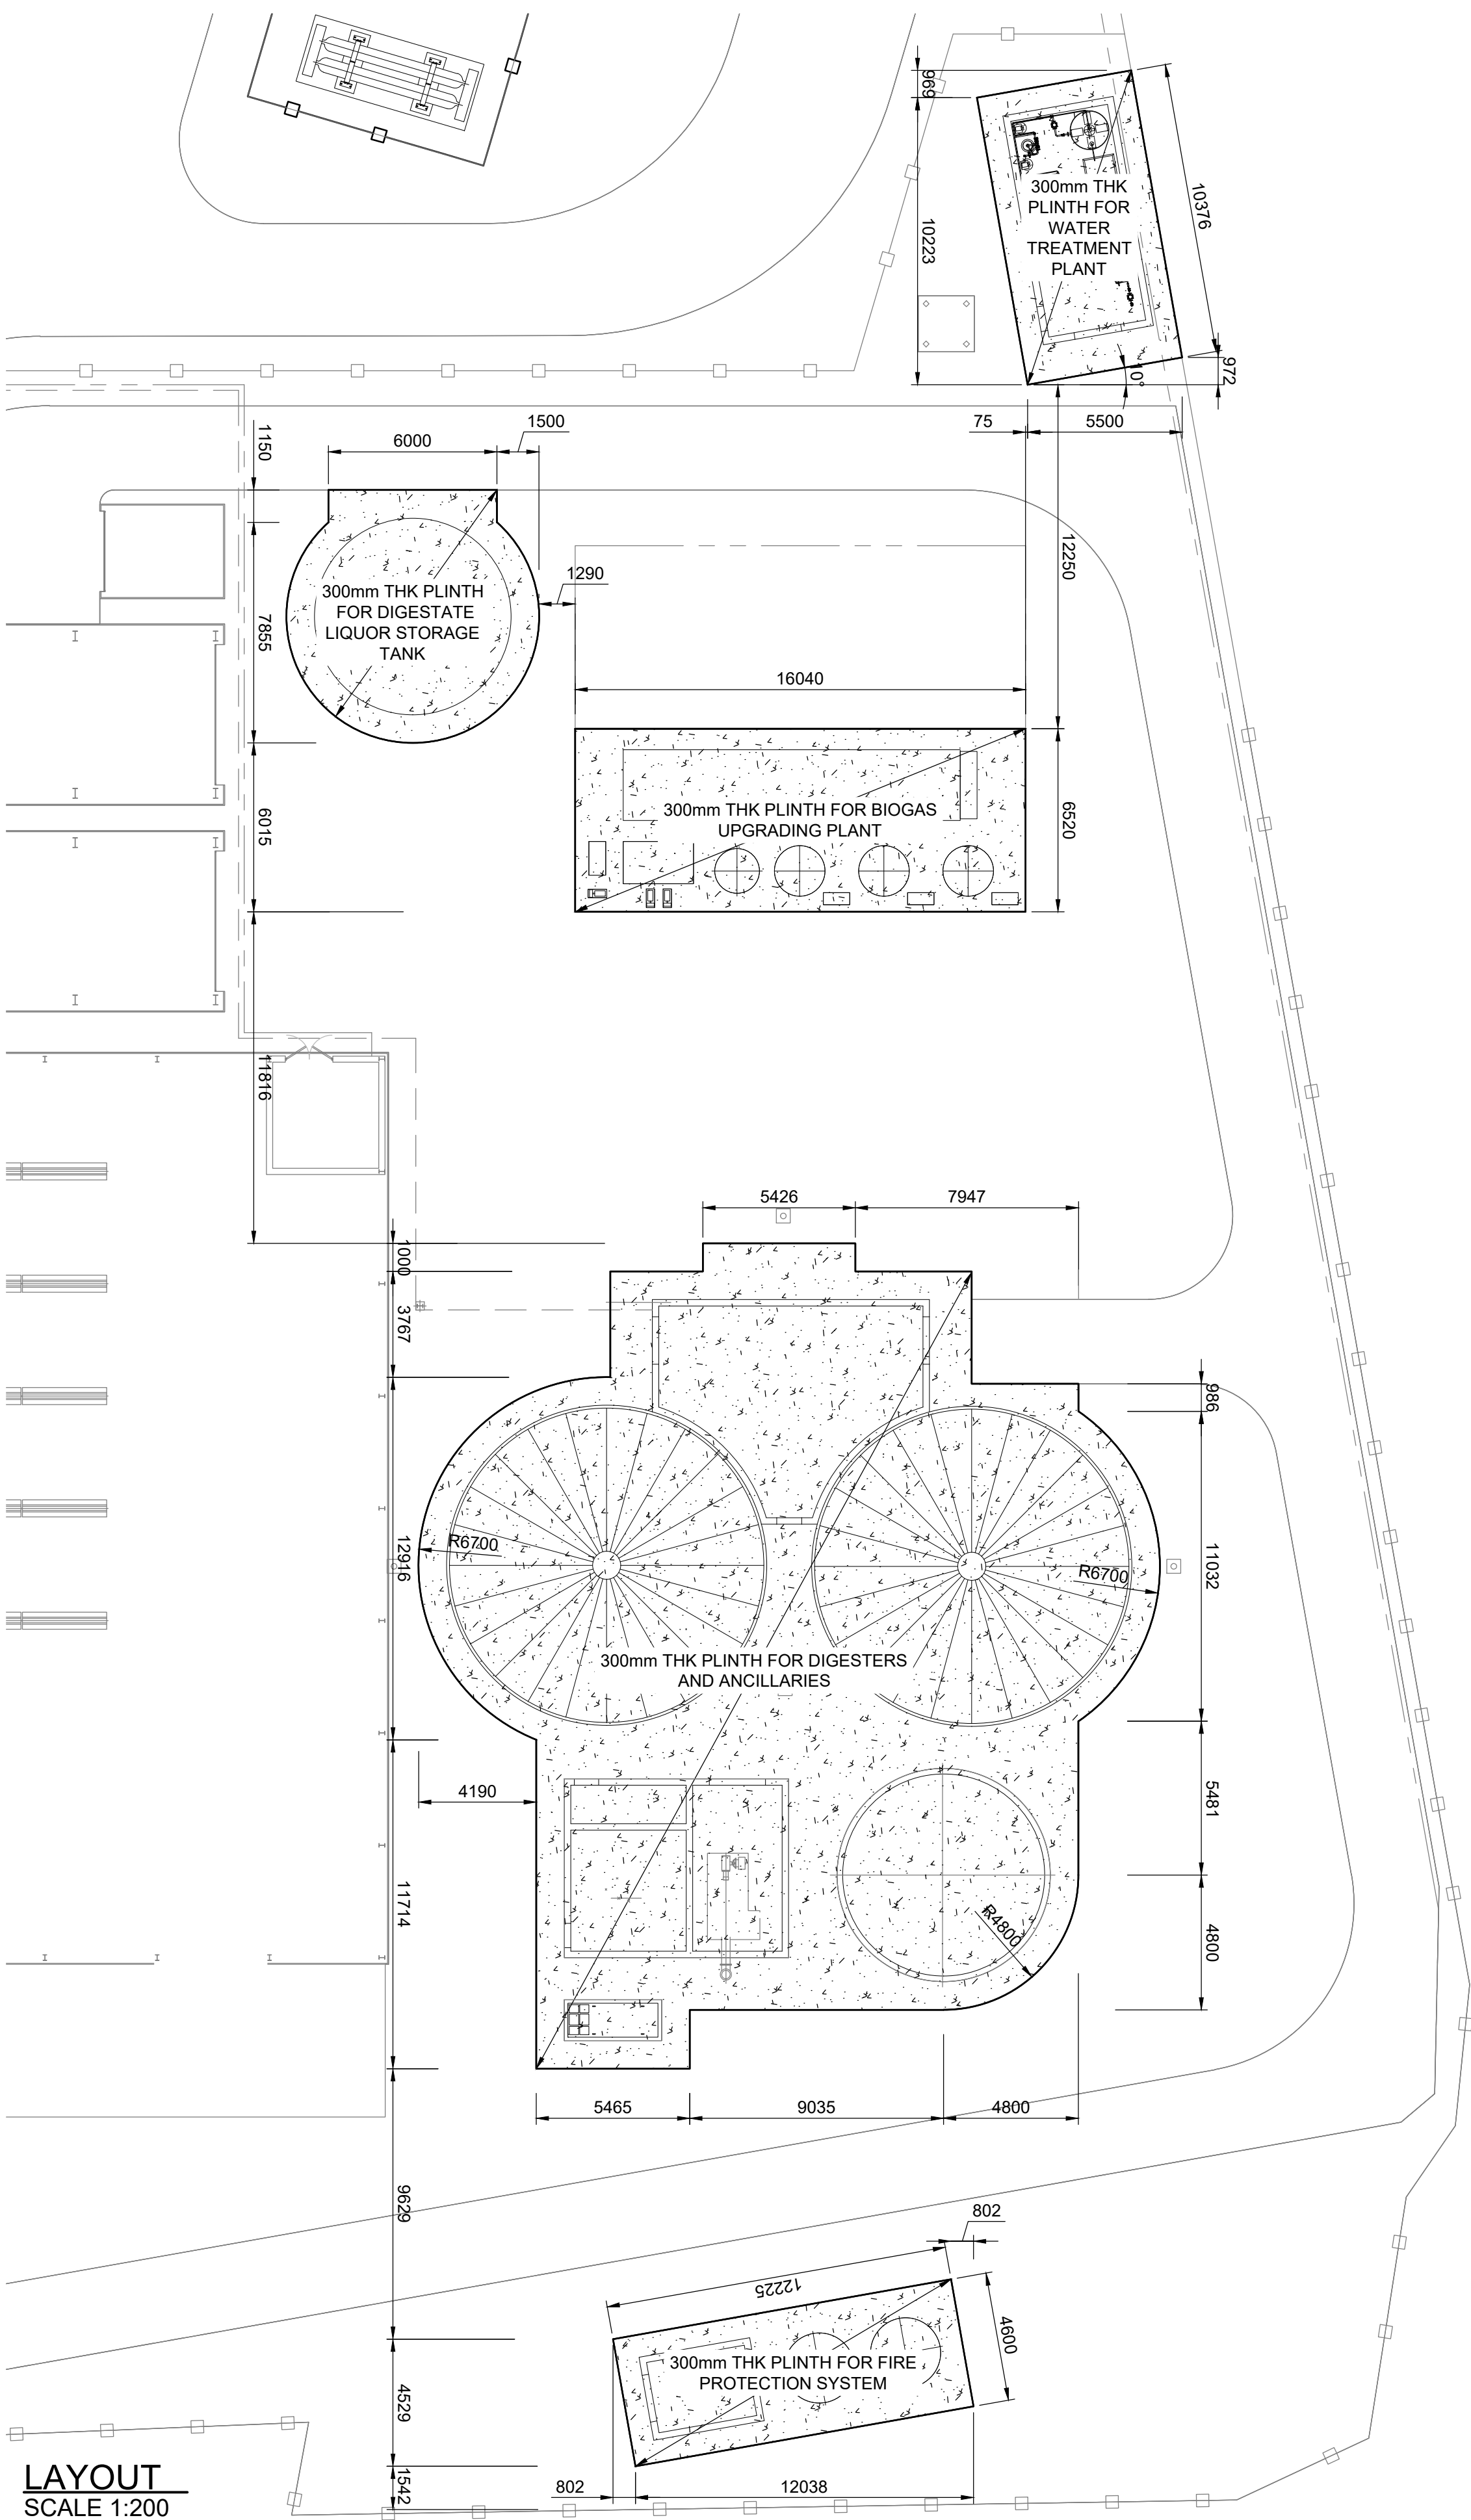 969
10376
300mm THK
PLINTH FOR
WATER
TREATMENT
PLANT
10223
972
10°
75
5500
1150
6000
1500
12250
1290
300mm THK PLINTH
FOR DIGESTATE
LIQUOR STORAGE
TANK
7855
16040
6015
300mm THK PLINTH FOR BIOGAS
UPGRADING PLANT
6520
11816
5426
7947
1000
3767
986
12946
R6700
R6700
11032
300mm THK PLINTH FOR DIGESTERS
AND ANCILLARIES
4190
5481
11714
R4800
4800
5465
9035
4800
9629
802
12225
4600
300mm THK PLINTH FOR FIRE
PROTECTION SYSTEM
4529
802
12038
1542
LAYOUT
SCALE 1:200